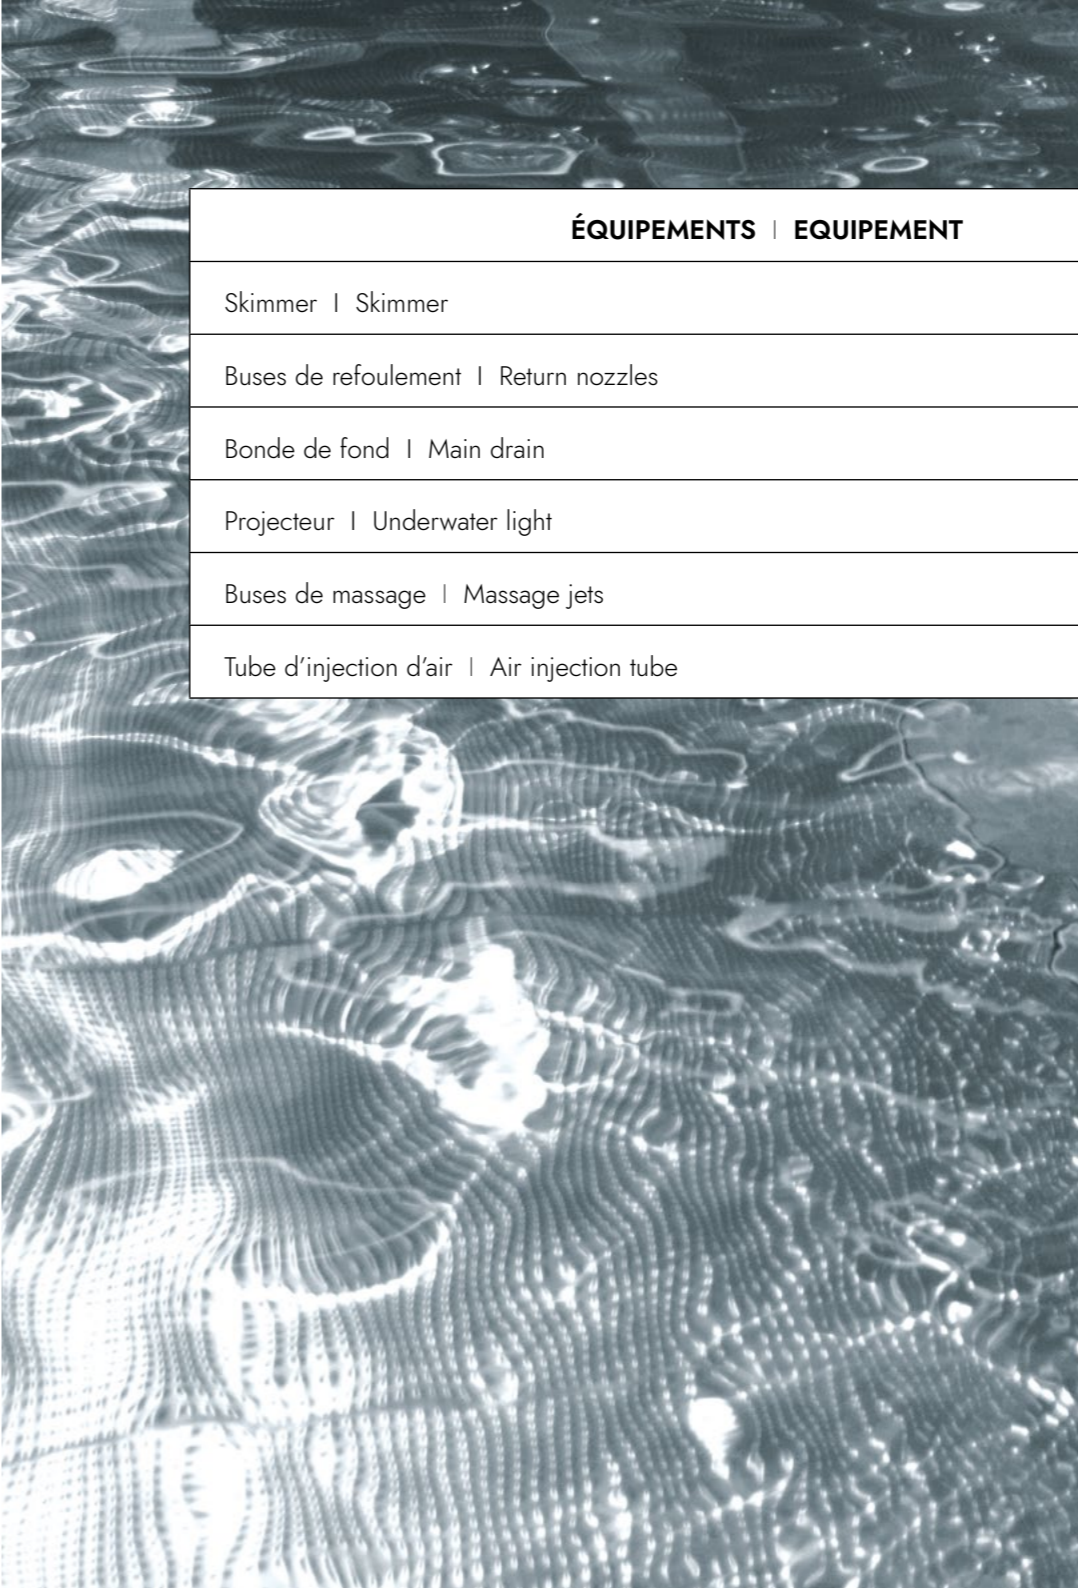 ÉQUIPEMENTS | EQUIPEMENT
Skimmer | Skimmer
Buses de refoulement | Return nozzles
Bonde de fond | Main drain
Projecteur | Underwater light
Buses de massage | Massage jets
Tube d’injection d’air | Air injection tube